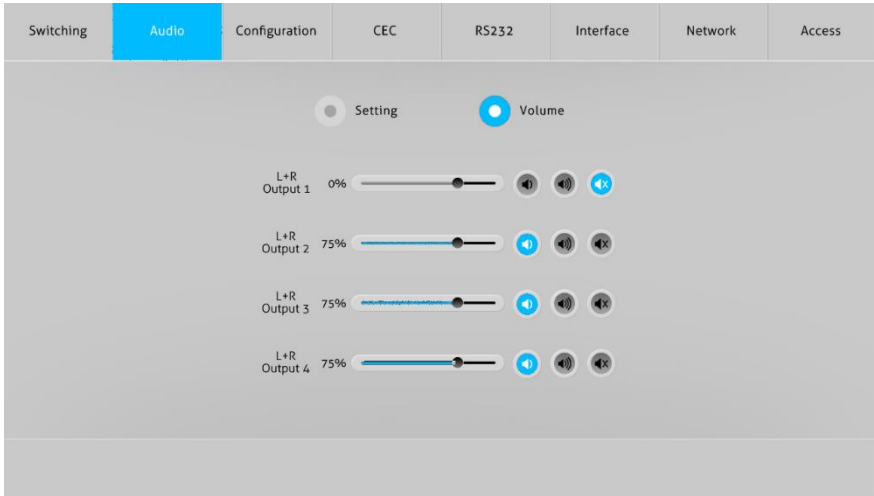 Switching Audio Configuration CEC RS232 Interface Network Access
Setting Volume
L+R
Output 1 0%
L+R
Output 2 75%
L+R
Output 3 75%
L+R
Output 4 75%